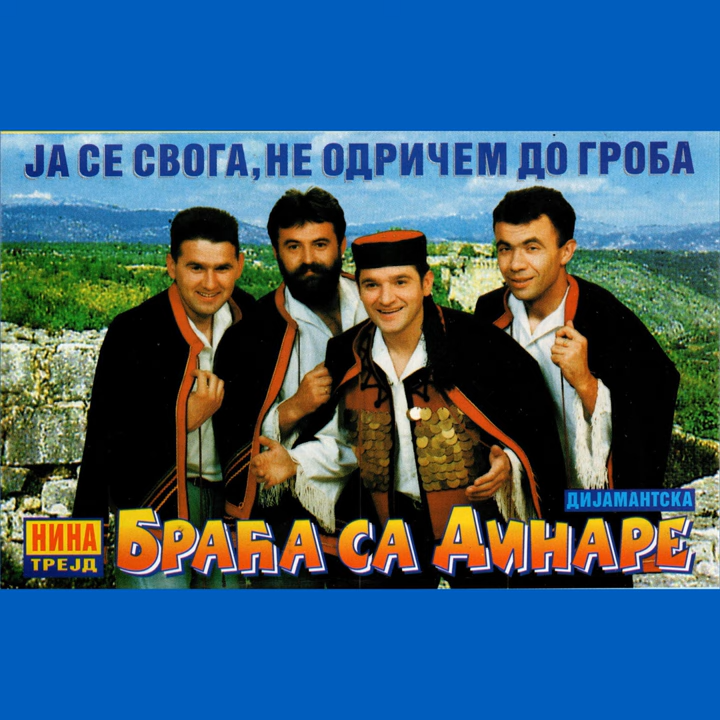 ЈА СЕ СВОГА, НЕ ОДРИЧЕМ ДО ГРОБА
ДИЈАМАНТСКА
НИНА
ТРЕЈД
БРАЋА СА ДИНАРЕ